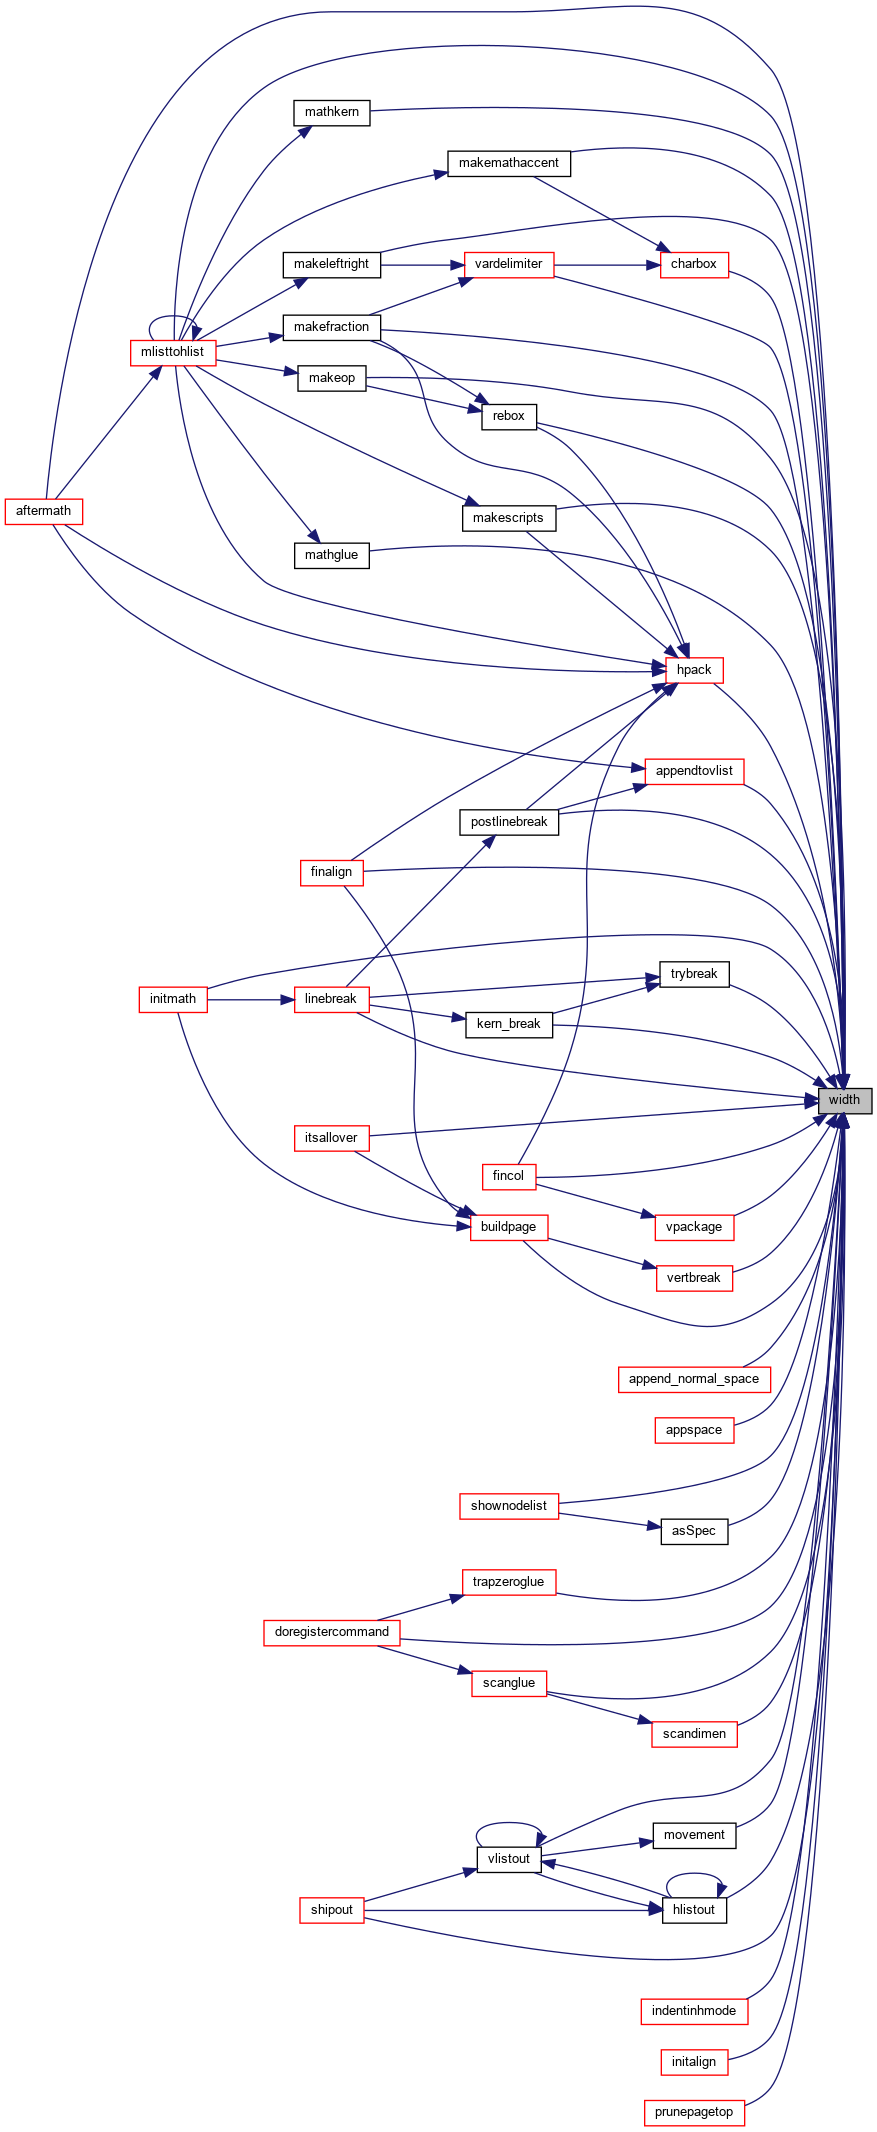 mathkern
makemathaccent
makeleftright
vardelimiter
charbox
makefraction
mlisttohlist
makeop
rebox
aftermath
makescripts
mathglue
hpack
appendtovlist
postlinebreak
finalign
trybreak
initmath
linebreak
kern_break
width
itsallover
fincol
buildpage
vpackage
vertbreak
append_normal_space
appspace
shownodelist
asSpec
trapzeroglue
doregistercommand
scanglue
scandimen
movement
vlistout
shipout
hlistout
indentinhmode
initalign
prunepagetop